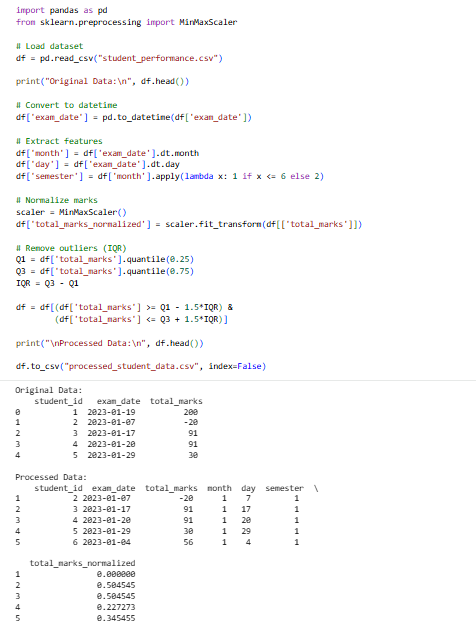 import pandas as pd
from sklearn.preprocessing import MinMaxScaler
# Load dataset
df = pd.read_csv("student_performance.csv")
print("Original Data:\n", df.head())
# Convert to datetime
df['exam_date'] = pd.to_datetime(df['exam_date'])
# Extract features
df['month'] = df['exam_date'].dt.month
df['day'] = df['exam_date'].dt.day
df['semester'] = df['month'].apply(lambda x: 1 if x <= 6 else 2)
# Normalize marks
scaler = MinMaxScaler()
df['total_marks_normalized'] = scaler.fit_transform(df[['total_marks']])
# Remove outliers (IQR)
Q1 = df['total_marks'].quantile(0.25)
Q3 = df['total_marks'].quantile(0.75)
IQR = Q3 - Q1
df = df[(df['total_marks'] >= Q1 - 1.5*IQR) &
(df['total_marks'] <= Q3 + 1.5*IQR)]
print("\nProcessed Data:\n", df.head())
df.to_csv("processed_student_data.csv", index=False)
Original Data:
student_id exam_date total_marks
0 1 2023-01-19 200
1 2 2023-01-07 -20
2 3 2023-01-17 91
3 4 2023-01-20 91
4 5 2023-01-29 30
Processed Data:
student_id exam_date total_marks month day semester \
1 2 2023-01-07 -20 1 7 1
2 3 2023-01-17 91 1 17 1
3 4 2023-01-20 91 1 20 1
4 5 2023-01-29 30 1 29 1
5 6 2023-01-04 56 1 4 1
total_marks_normalized
1 0.000000
2 0.504545
3 0.504545
4 0.227273
5 0.345455